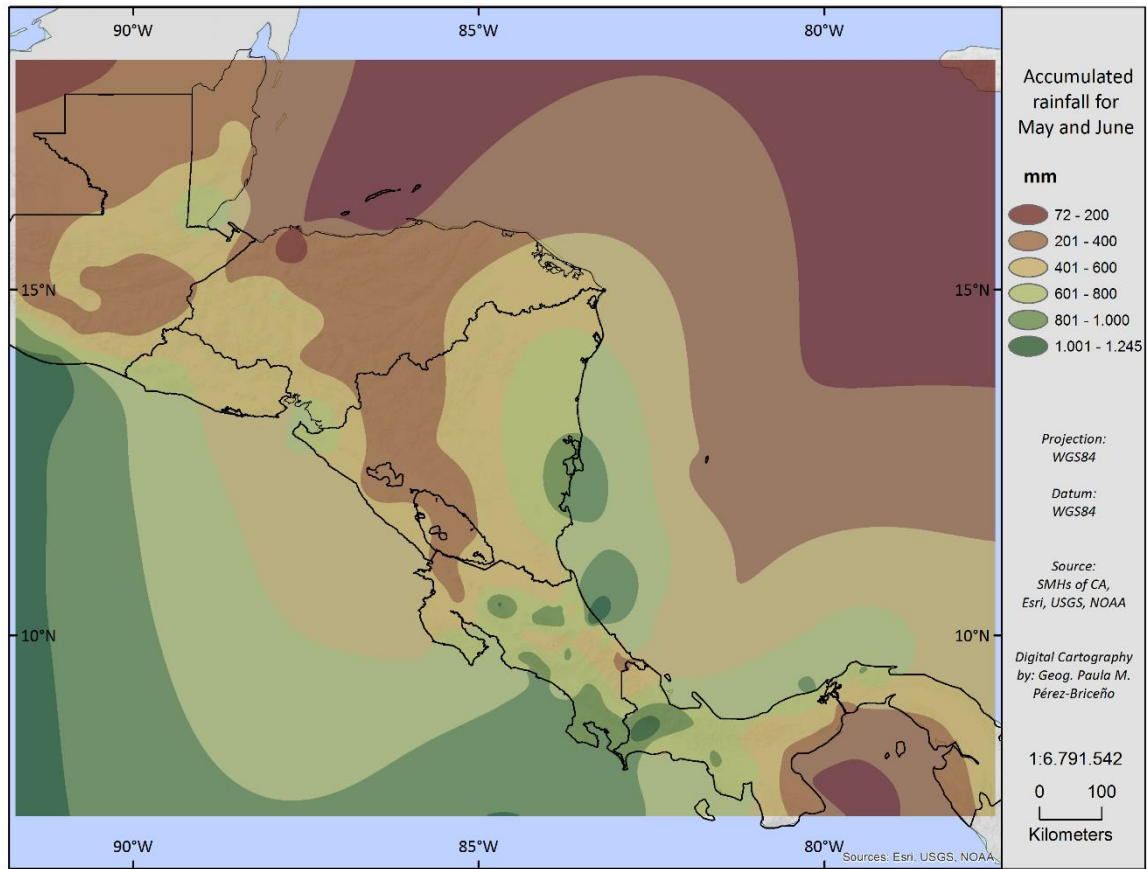 90°W
85°W
80°W
15°N
15°N
10°N
10°N
90°W
85°W
80°W
Sources: Esri, USGS, NOAA
Accumulated
rainfall for
May and June
mm
72 - 200
201 - 400
401 - 600
601 - 800
801 - 1.000
1.001 - 1.245
Projection:
WGS84
Datum:
WGS84
Source:
SMHs of CA,
Esri, USGS, NOAA
Digital Cartography
by: Geog. Paula M.
Pérez-Briceño
1:6.791.542
0 100
Kilometers